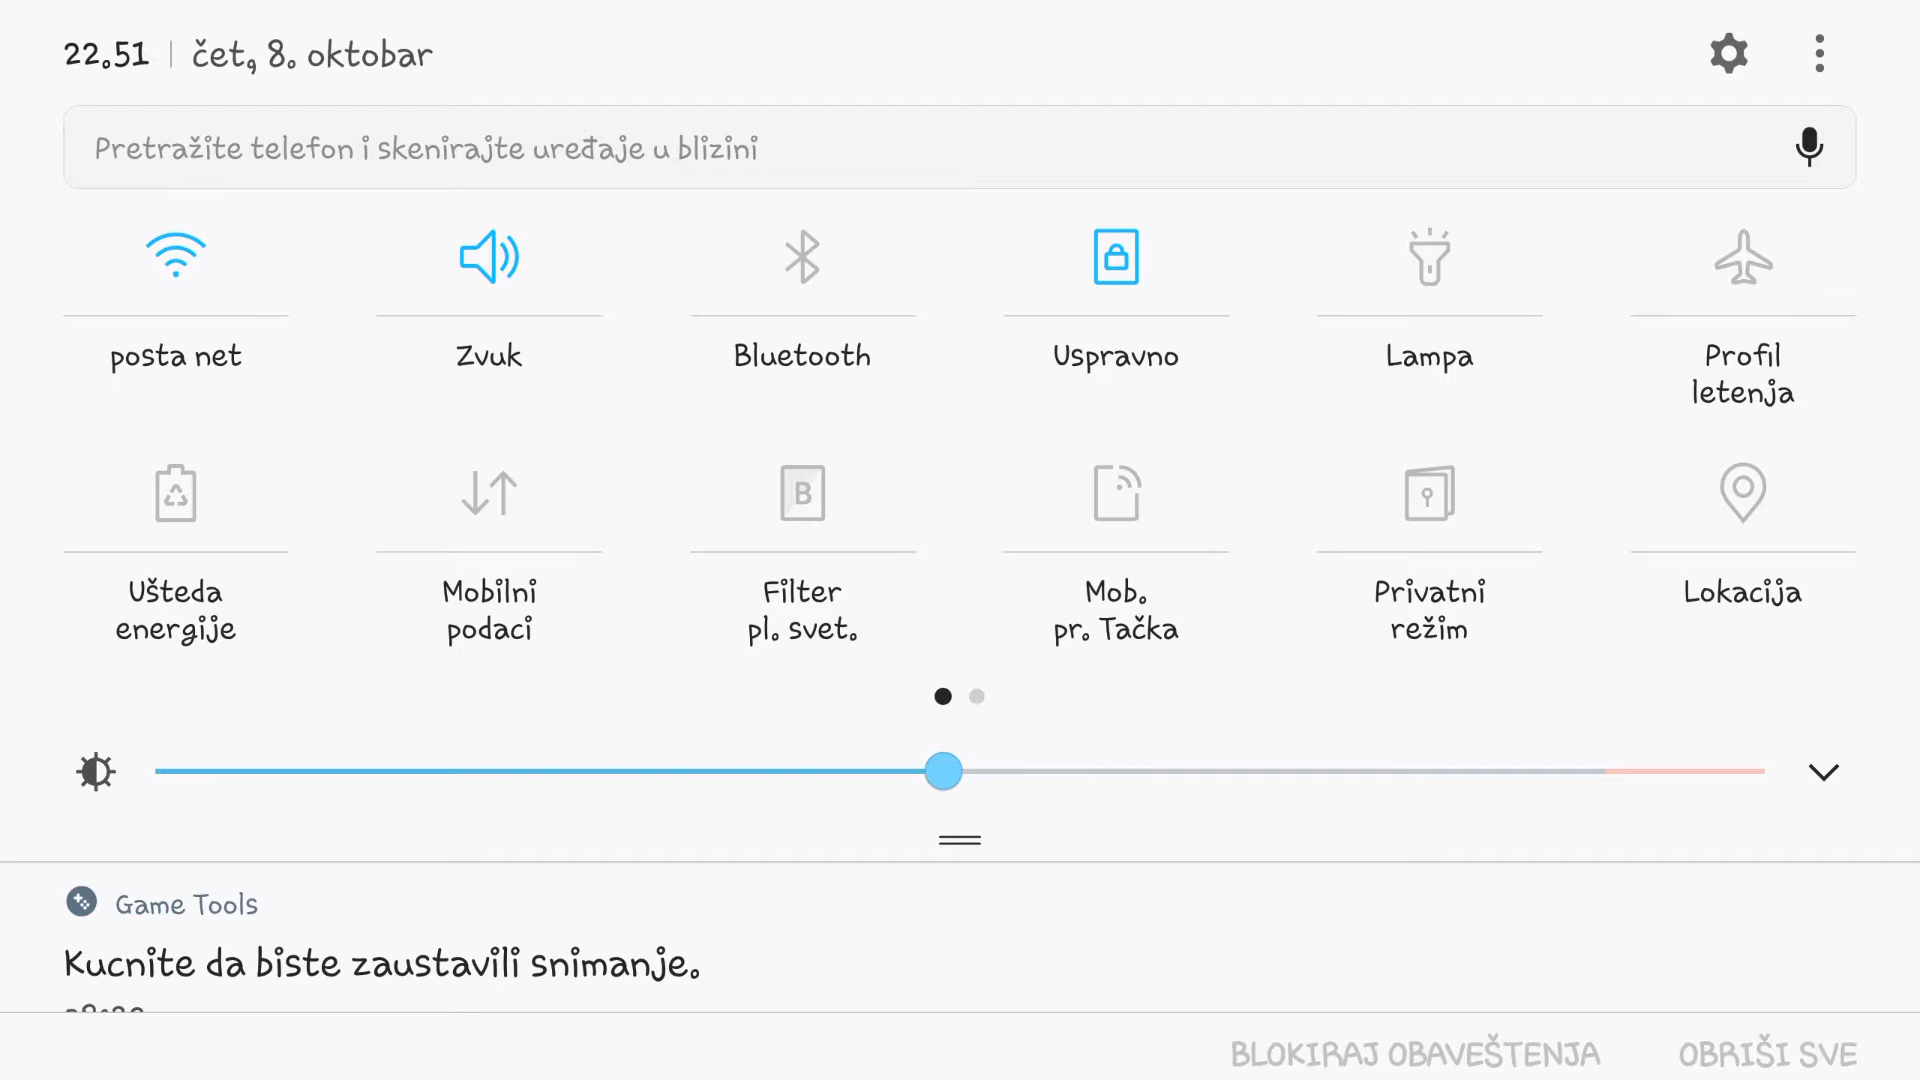 22.51 | čet, 8. oktobar
Pretražite telefon i skenirajte uređaje u blizini
posta net
Zvuk
Bluetooth
Uspravno
Lampa
Profil
letenja
Ušteda
energije
Mobilni
podaci
B
Filter
pl. svet.
Mob.
pr. Tačka
Privatni
režim
Lokacija
Game Tools
Kucnite da biste zaustavili snimanje.
BLOKIRAJ OBAVEŠTENJA
OBRIŠI SVE